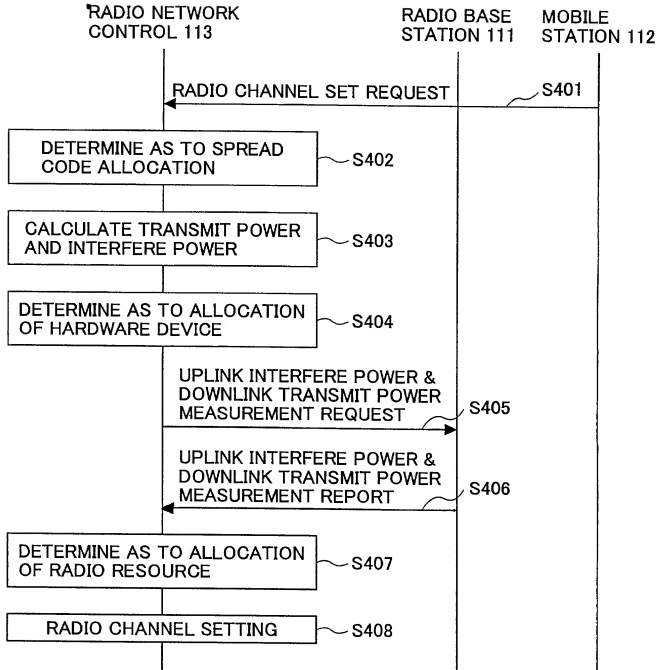 RADIO NETWORK
CONTROL 113
RADIO BASE
STATION 111
MOBILE
STATION 112
RADIO CHANNEL SET REQUEST
S401
DETERMINE AS TO SPREAD
CODE ALLOCATION
S402
CALCULATE TRANSMIT POWER
AND INTERFERE POWER
S403
DETERMINE AS TO ALLOCATION
OF HARDWARE DEVICE
S404
UPLINK INTERFERE POWER &
DOWNLINK TRANSMIT POWER
MEASUREMENT REQUEST
S405
UPLINK INTERFERE POWER &
DOWNLINK TRANSMIT POWER
MEASUREMENT REPORT
S406
DETERMINE AS TO ALLOCATION
OF RADIO RESOURCE
S407
RADIO CHANNEL SETTING
S408